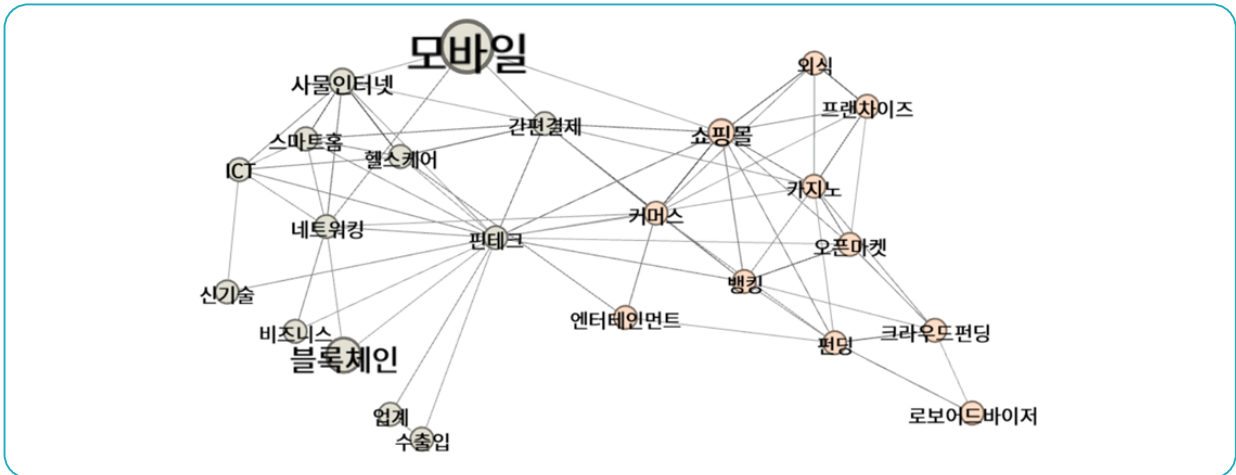 모바일
외식
사물인터넷
프랜차이즈
간편결제
쇼핑몰
스마트홈
헬스케어
ICT
카지노
커머스
네트워킹
핀테크
오픈마켓
뱅킹
신기술
엔터테인먼트
비즈니스
크라우드펀딩
펀딩
블록체인
업계
로보어드바이저
수출입